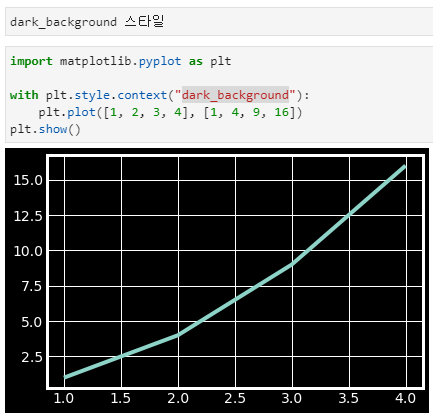 dark_background 스타일
import matplotlib.pyplot as plt
with plt.style.context("dark_background"):
    plt.plot([1, 2, 3, 4], [1, 4, 9, 16])
plt.show()
15.0
12.5
10.0
7.5
5.0
2.5
1.0 1.5 2.0 2.5 3.0 3.5 4.0